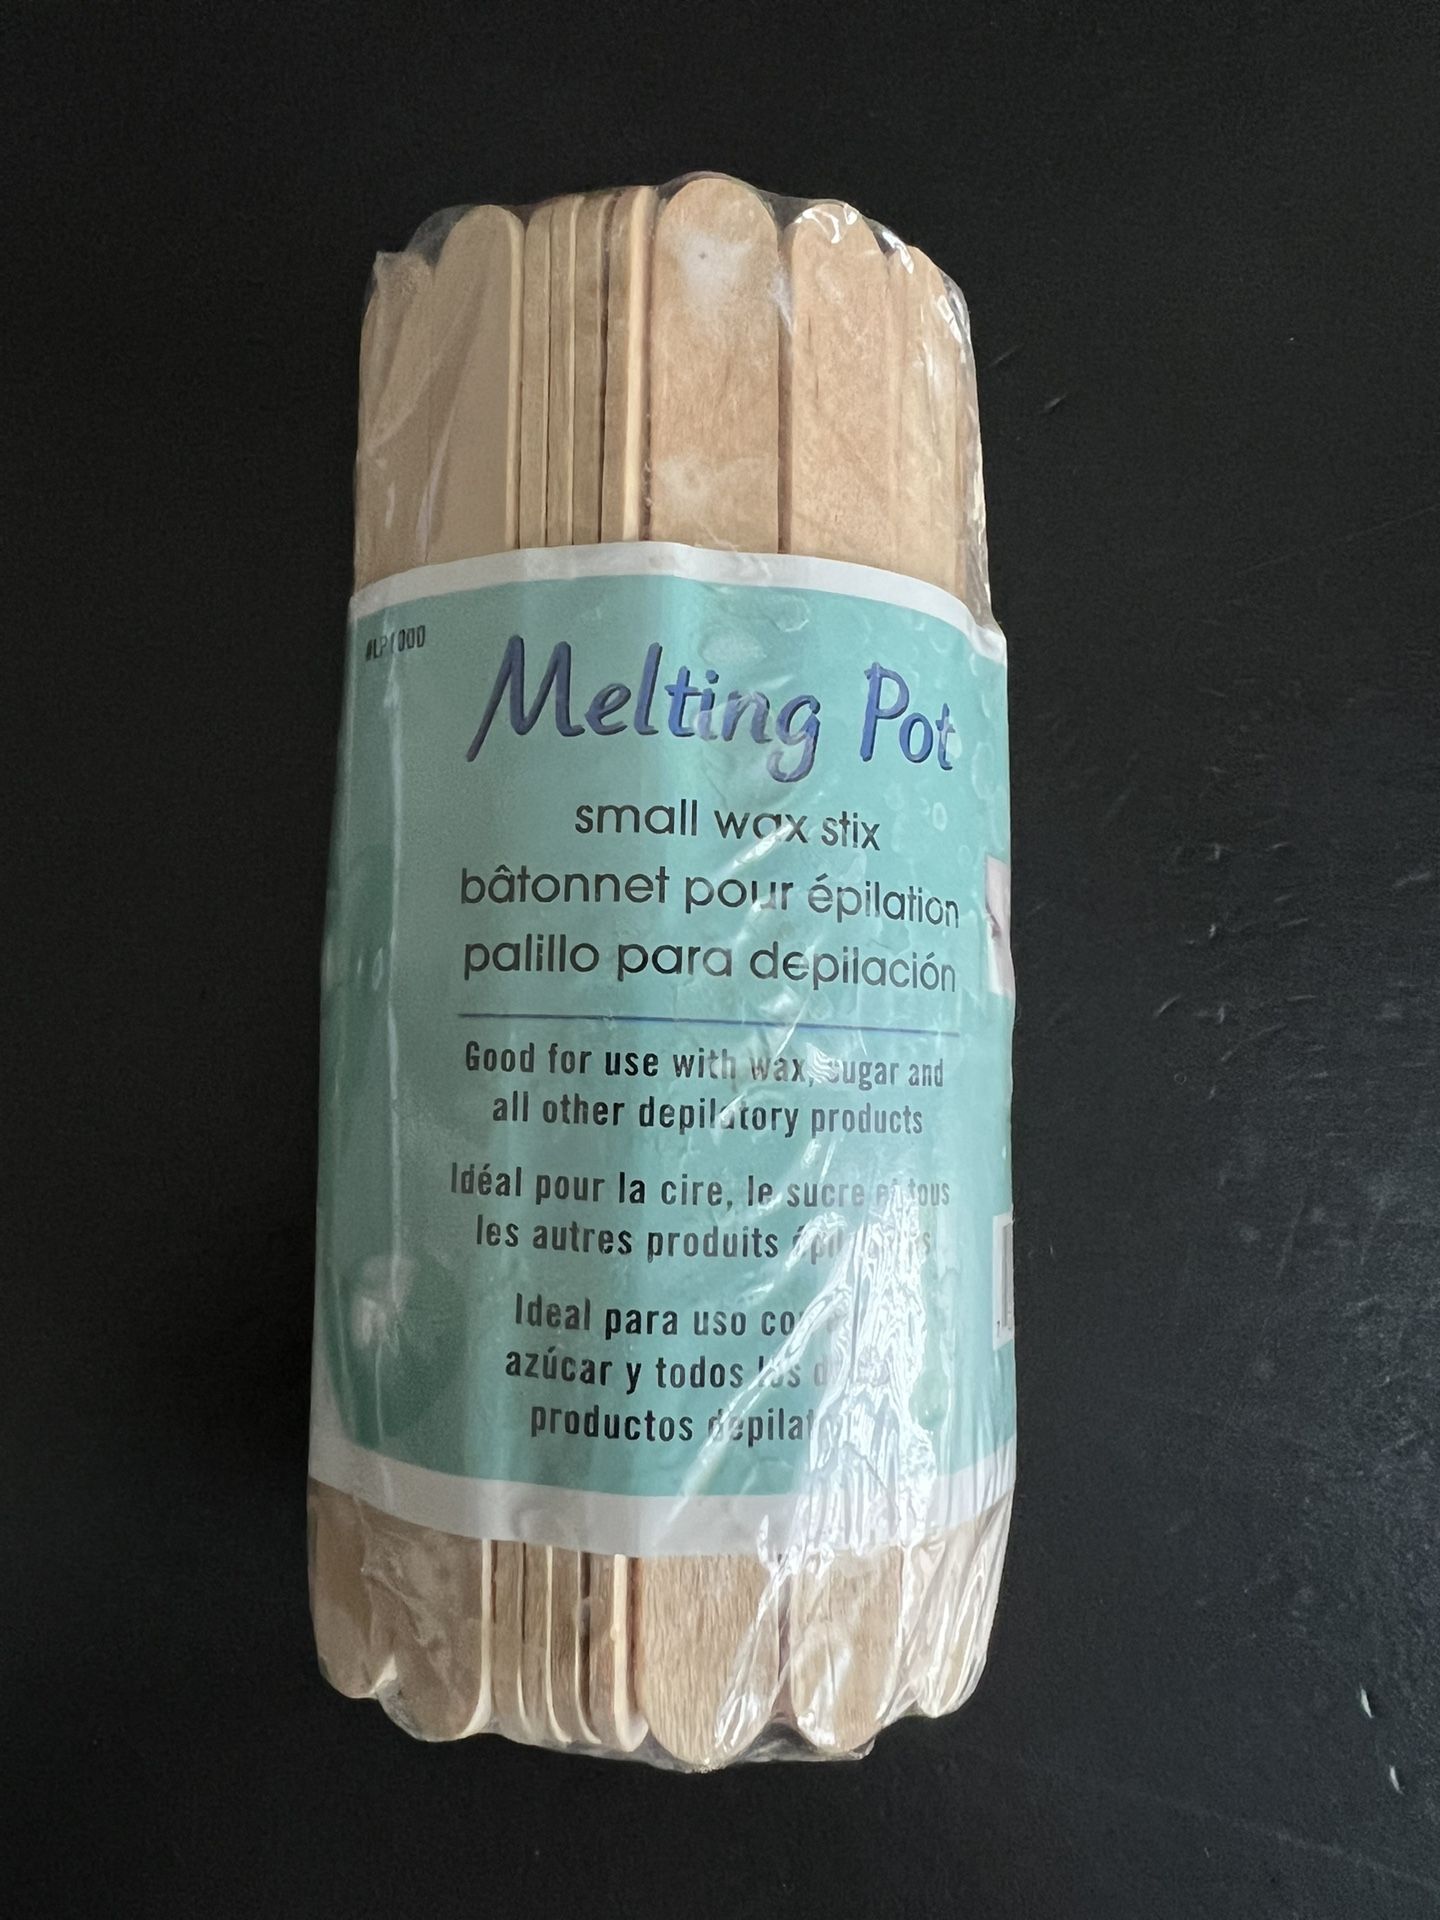 Melting Pot
small wax stix
bâtonnet pour épilation
palillo para depilación
Good for use with wax, sugar and
all other depilatory products
Idéal pour la cire, le sucre et tous
les autres produits
Ideal para uso
azúcar y todos los
productos